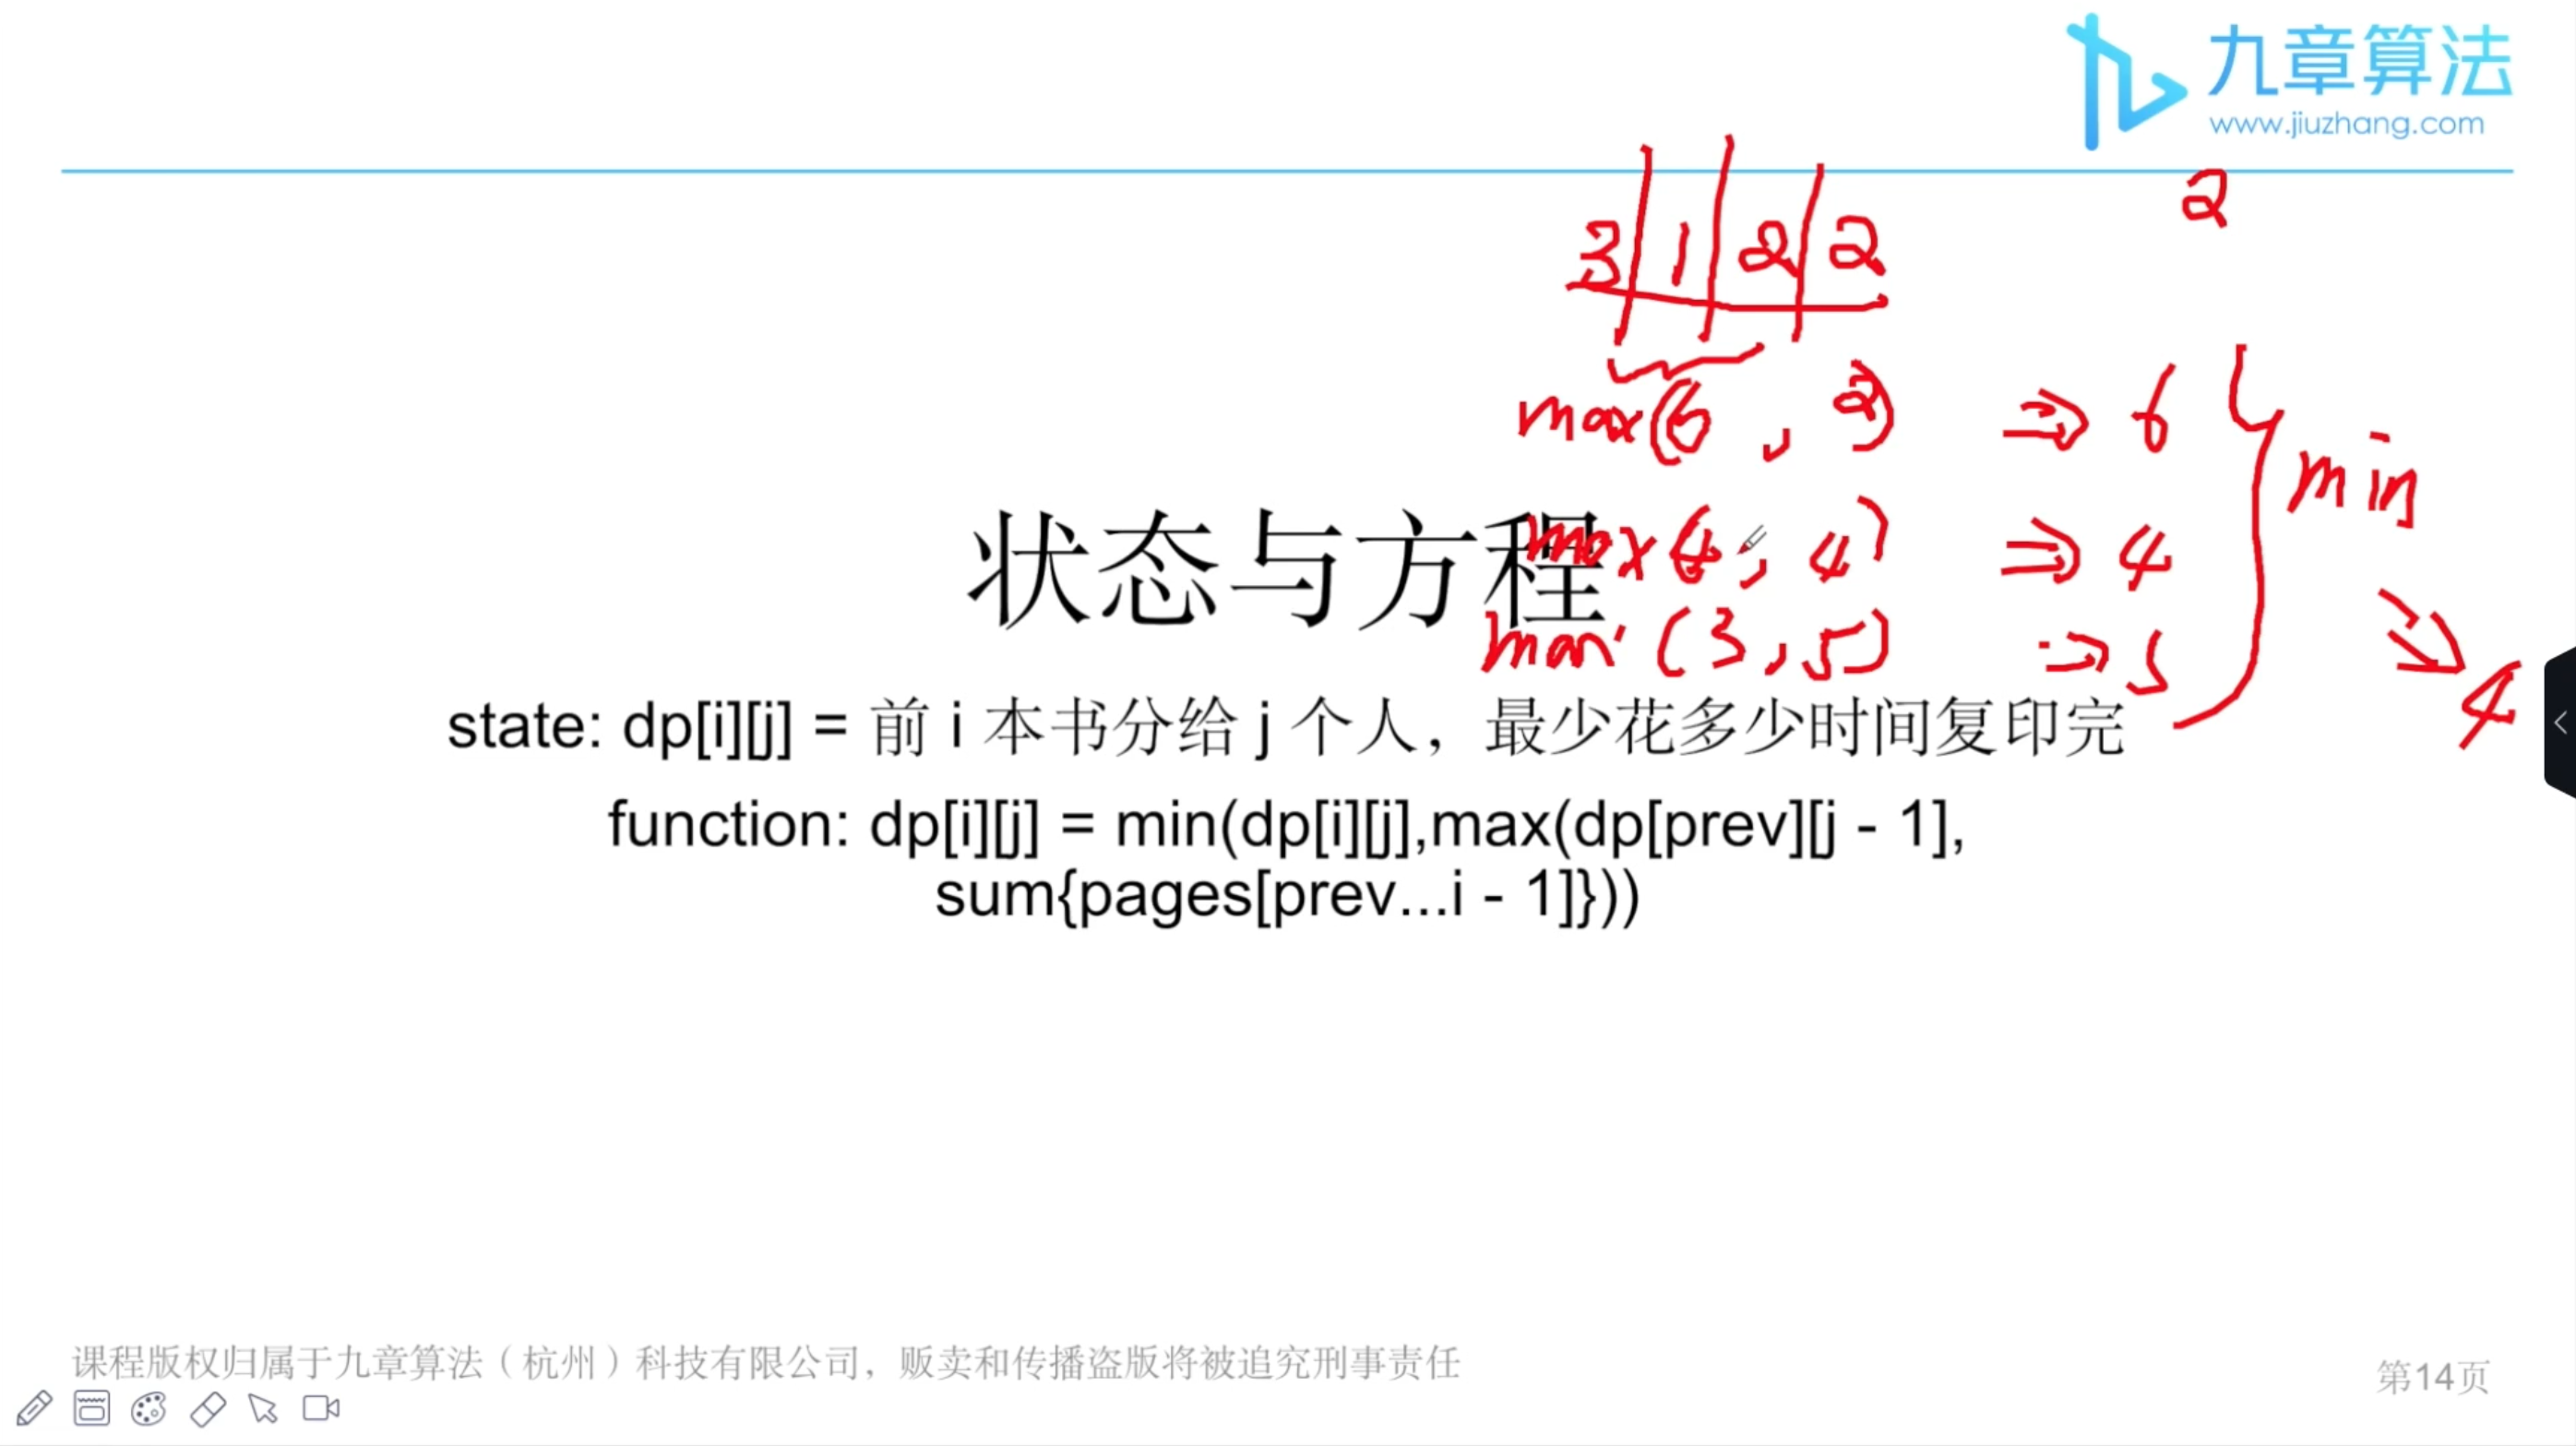 九章算法
www.jiuzhang.com
2
3 1 2 2
max(6 , 2) ⇒ 6
min
max(4, 4) ⇒ 4
max (3, 5) ⇒ 5
4
状态与方程
state: dp[i][j] = 前 i 本书分给 j 个人，最少花多少时间复印完
function: dp[i][j] = min(dp[i][j],max(dp[prev][j - 1],
sum{pages[prev...i - 1]}))
课程版权归属于九章算法（杭州）科技有限公司，贩卖和传播盗版将被追究刑事责任
第14页